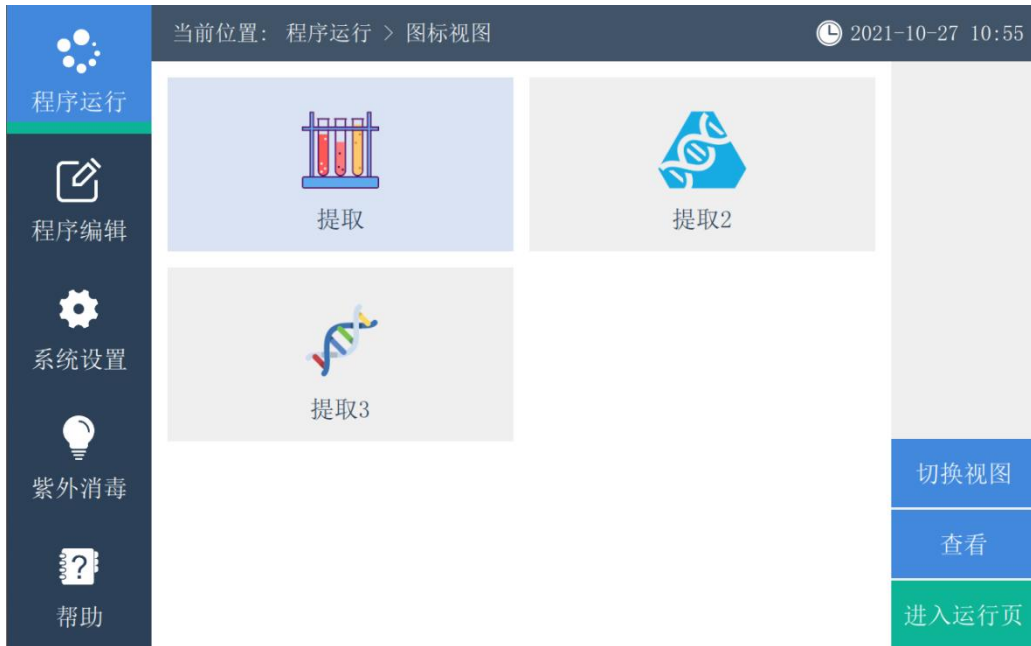 当前位置: 程序运行 > 图标视图
2021-10-27 10:55
程序运行
程序编辑
系统设置
紫外消毒
?
帮助
提取
提取2
提取3
切换视图
查看
进入运行页